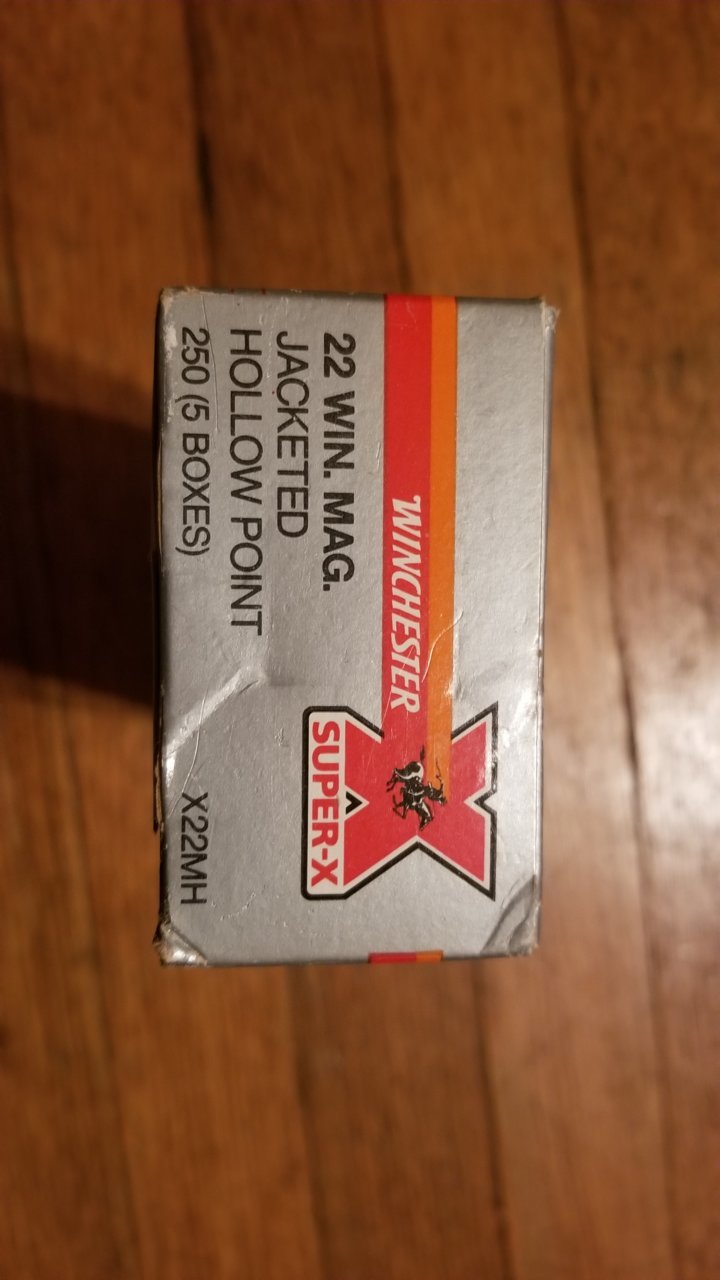 WINCHESTER
SUPER-X
22 WIN. MAG.
JACKETED
HOLLOW POINT
250 (5 BOXES) X22MH